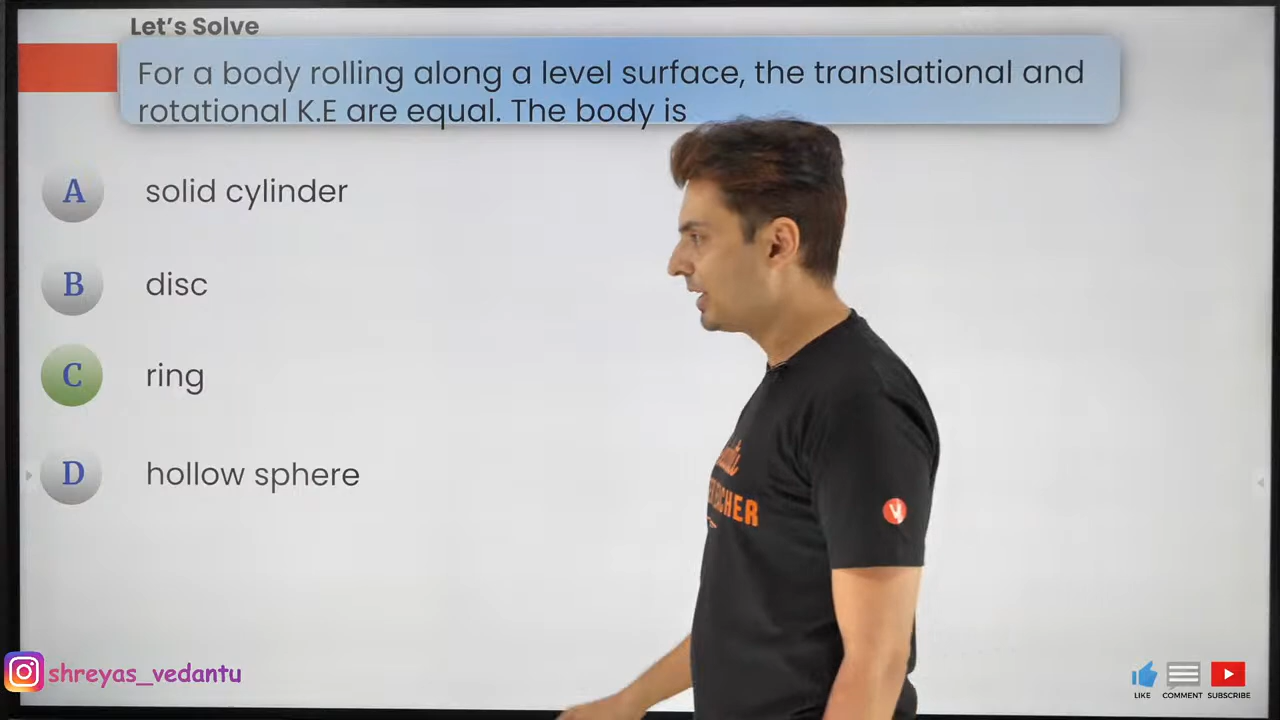 Let's Solve
For a body rolling along a level surface, the translational and
rotational K.E are equal. The body is
A solid cylinder
B disc
C ring
D hollow sphere
shreyas_vedantu
LIKE COMMENT SUBSCRIBE